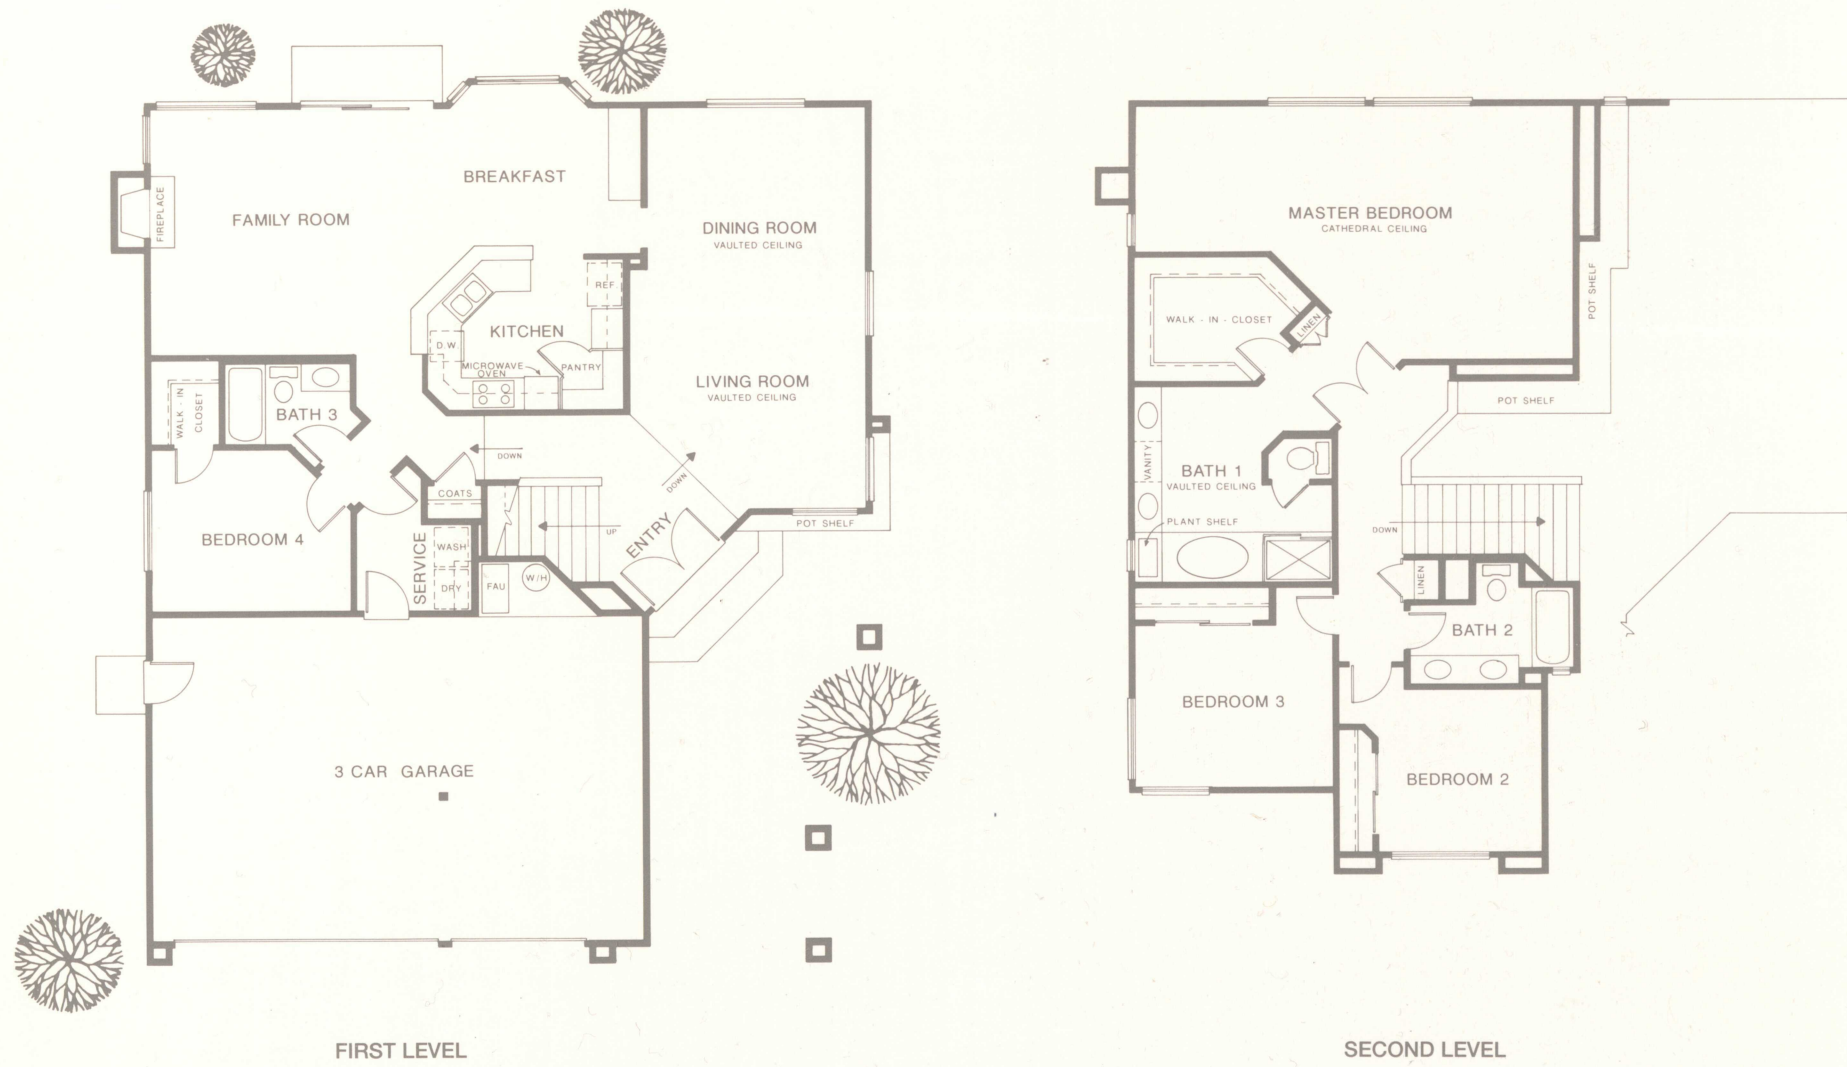 BREAKFAST
FAMILY ROOM
FIREPLACE
DINING ROOM
VAULTED CEILING
REF.
KITCHEN
D.W
MICROWAVE
OVEN
PANTRY
LIVING ROOM
VAULTED CEILING
WALK - IN
CLOSET
BATH 3
DOWN
DOWN
COATS
UP
ENTRY
POT SHELF
BEDROOM 4
SERVICE
WASH
DRY
FAU
W/H
3 CAR GARAGE
FIRST LEVEL
MASTER BEDROOM
CATHEDRAL CEILING
POT SHELF
WALK - IN - CLOSET
LINEN
POT SHELF
VANITY
BATH 1
VAULTED CEILING
PLANT SHELF
DOWN
LINEN
BATH 2
BEDROOM 3
BEDROOM 2
SECOND LEVEL